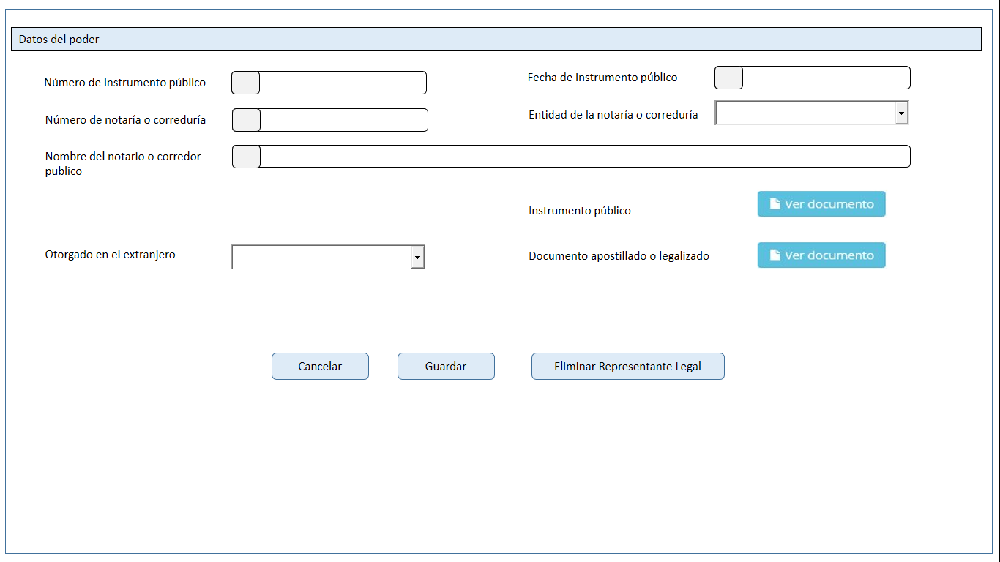 Datos del poder
Número de instrumento público
Fecha de instrumento público
Número de notaría o correduría
Entidad de la notaría o correduría
Nombre del notario o corredor
publico
Instrumento público
Ver documento
Otorgado en el extranjero
Documento apostillado o legalizado
Ver documento
Cancelar
Guardar
Eliminar Representante Legal